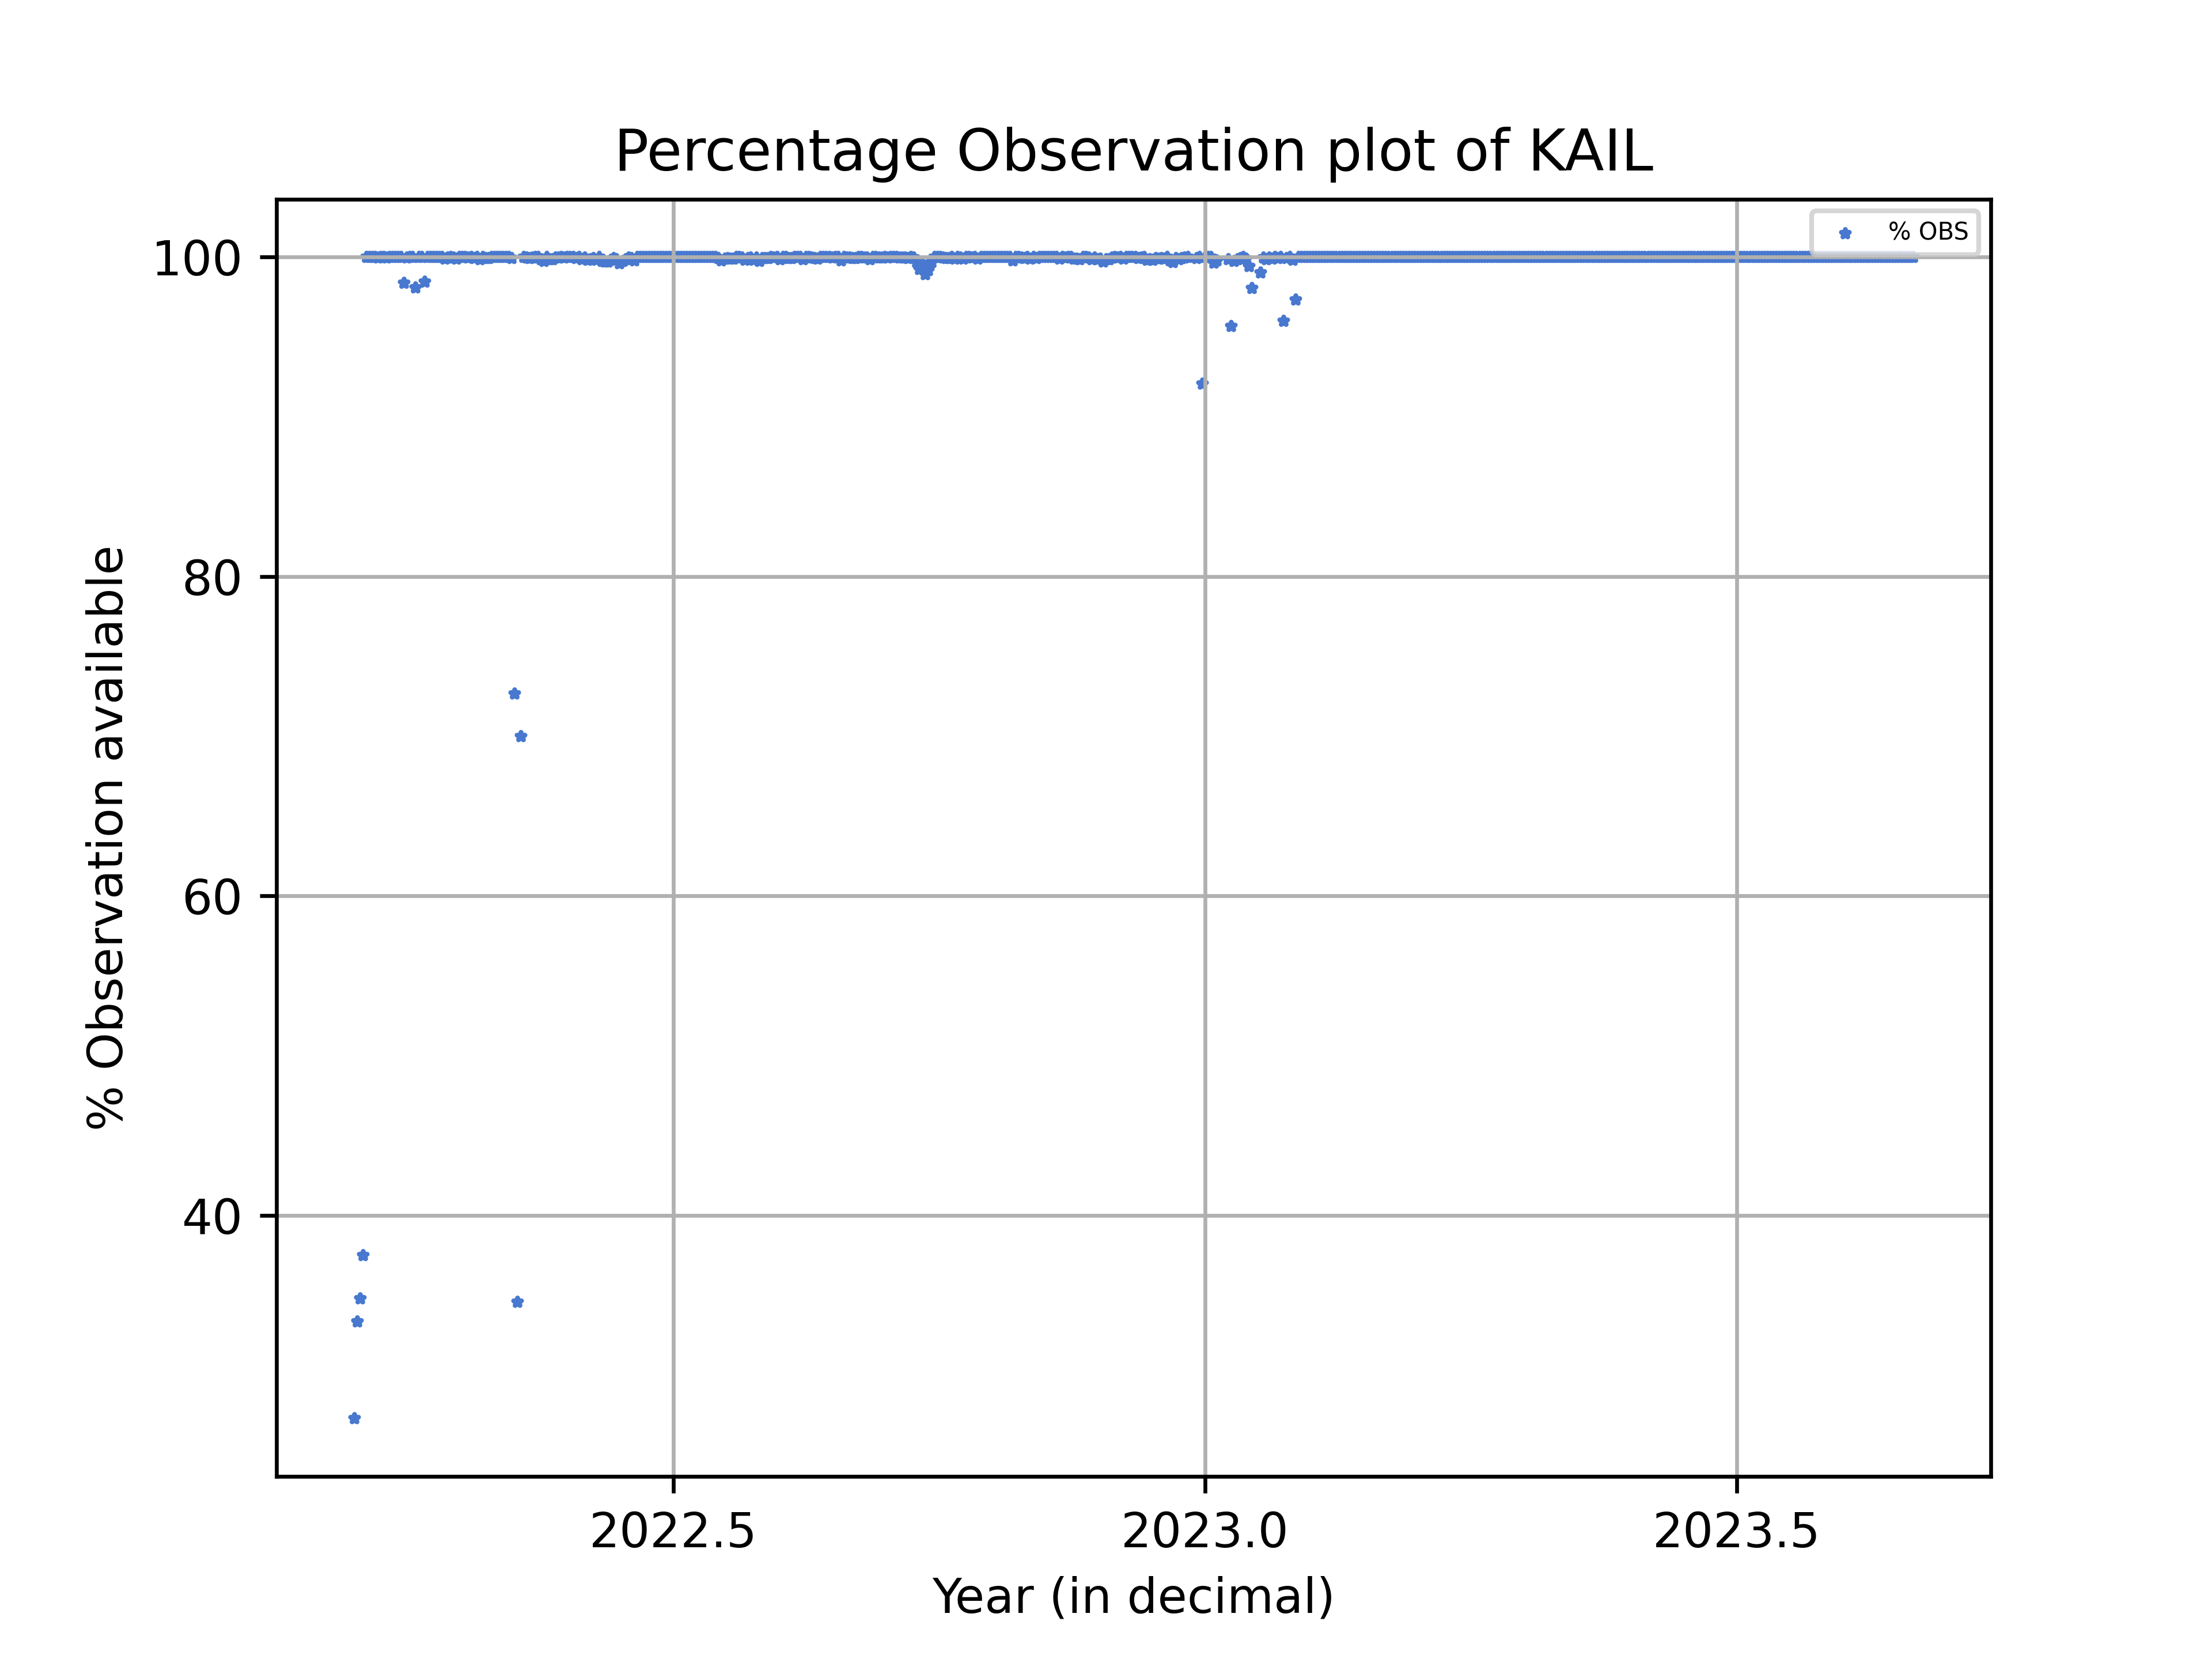 Percentage Observation plot of KAIL
% OBS
100
80
60
40
% Observation available
2022.5
2023.0
2023.5
Year (in decimal)